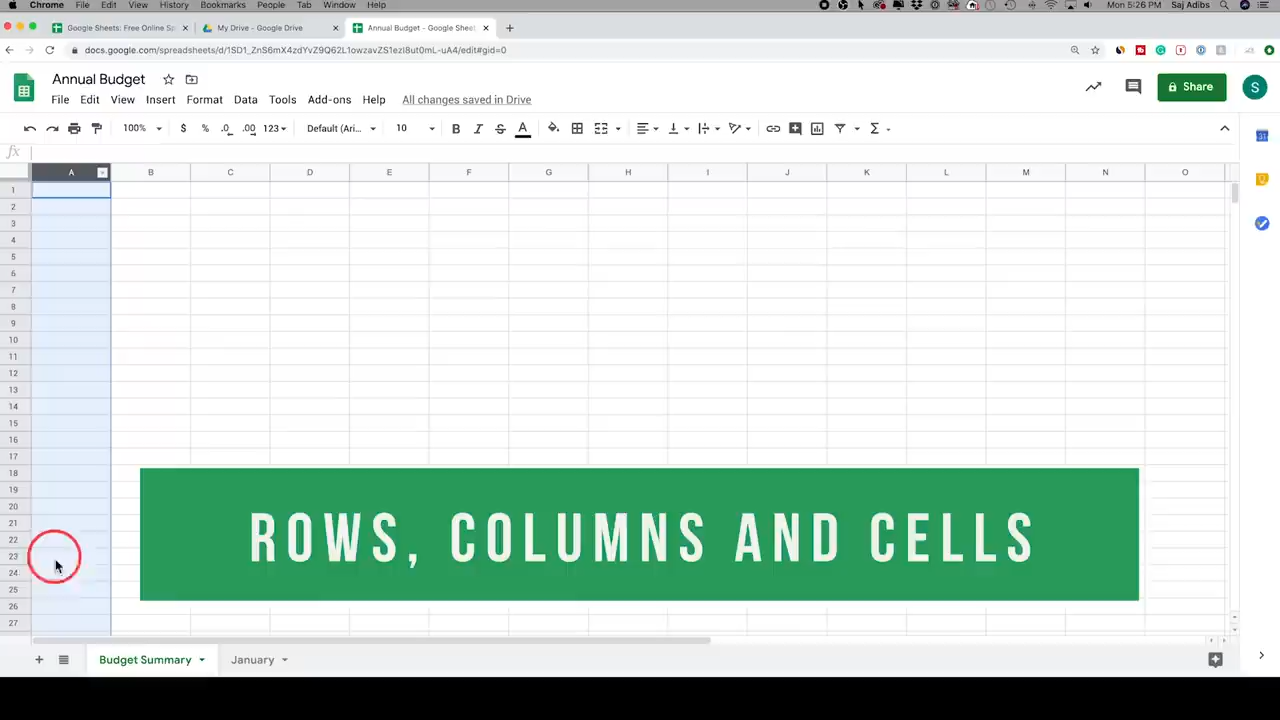 Chrome File Edit View History Bookmarks People Tab Window Help Mon 5:26 PM Saj Adibs
Google Sheets: Free Online Sp My Drive - Google Drive Annual Budget - Google Sheet
docs.google.com/spreadsheets/d/1SD1_ZnS6mX4zdYvZ9Q62L1owzavZS1ezI8ut0mL-uA4/edit#gid=0
Annual Budget
Share
S
File Edit View Insert Format Data Tools Add-ons Help All changes saved in Drive
100% $ % .0 .00 123 Default (Ari... 10 B I S A
fx
A B C D E F G H I J K L M N O
1
2
3
4
5
6
7
8
9
10
11
12
13
14
15
16
17
18
19
20
21
22
23
24
25
26
27
ROWS, COLUMNS AND CELLS
Budget Summary January